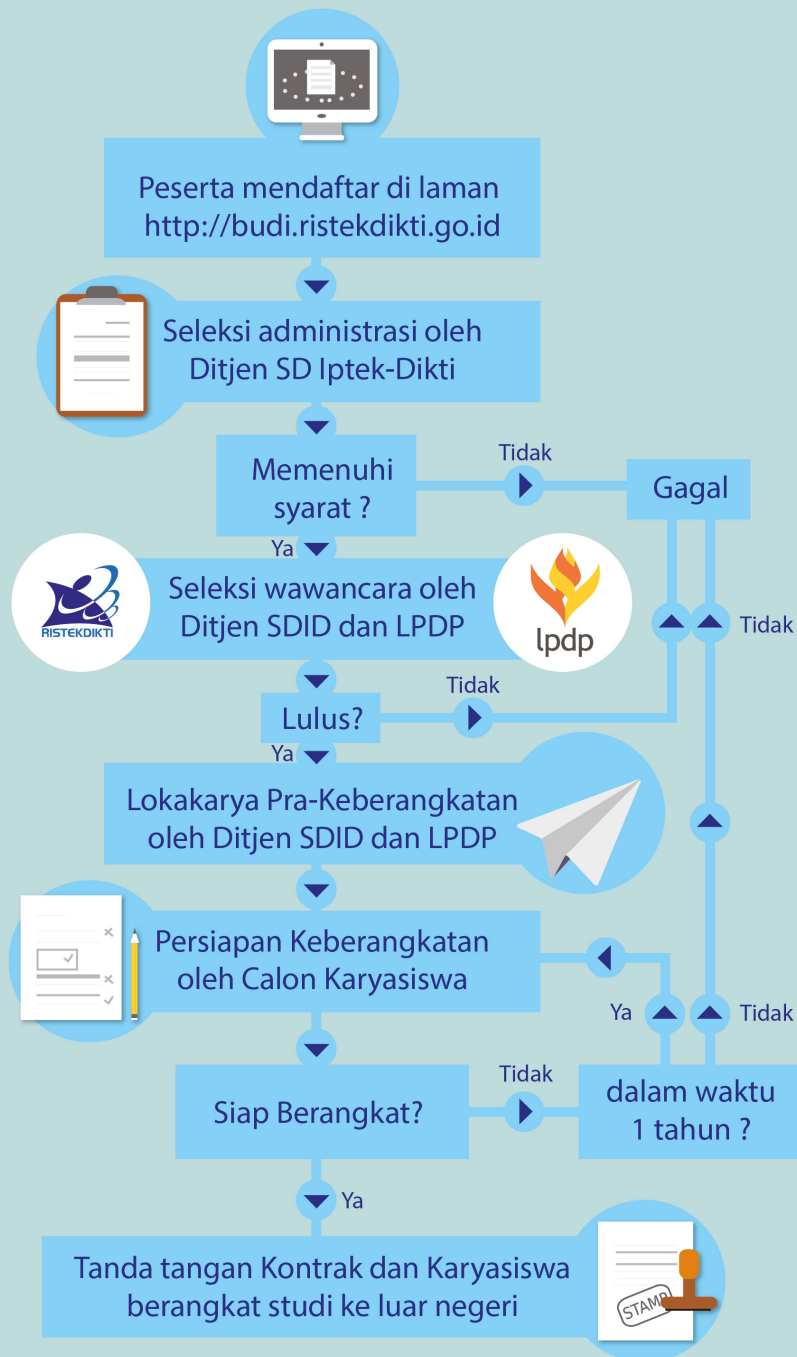 Peserta mendaftar di laman
http://budi.ristekdikti.go.id
Seleksi administrasi oleh
Ditjen SD Iptek-Dikti
Memenuhi
syarat ?
Tidak
Gagal
Ya
RISTEKDIKTI
Seleksi wawancara oleh
Ditjen SDID dan LPDP
lpdp
Tidak
Lulus?
Tidak
Ya
Lokakarya Pra-Keberangkatan
oleh Ditjen SDID dan LPDP
Persiapan Keberangkatan
oleh Calon Karyasiswa
Ya
Tidak
Siap Berangkat?
Tidak
dalam waktu
1 tahun ?
Ya
Tanda tangan Kontrak dan Karyasiswa
berangkat studi ke luar negeri
STAMP